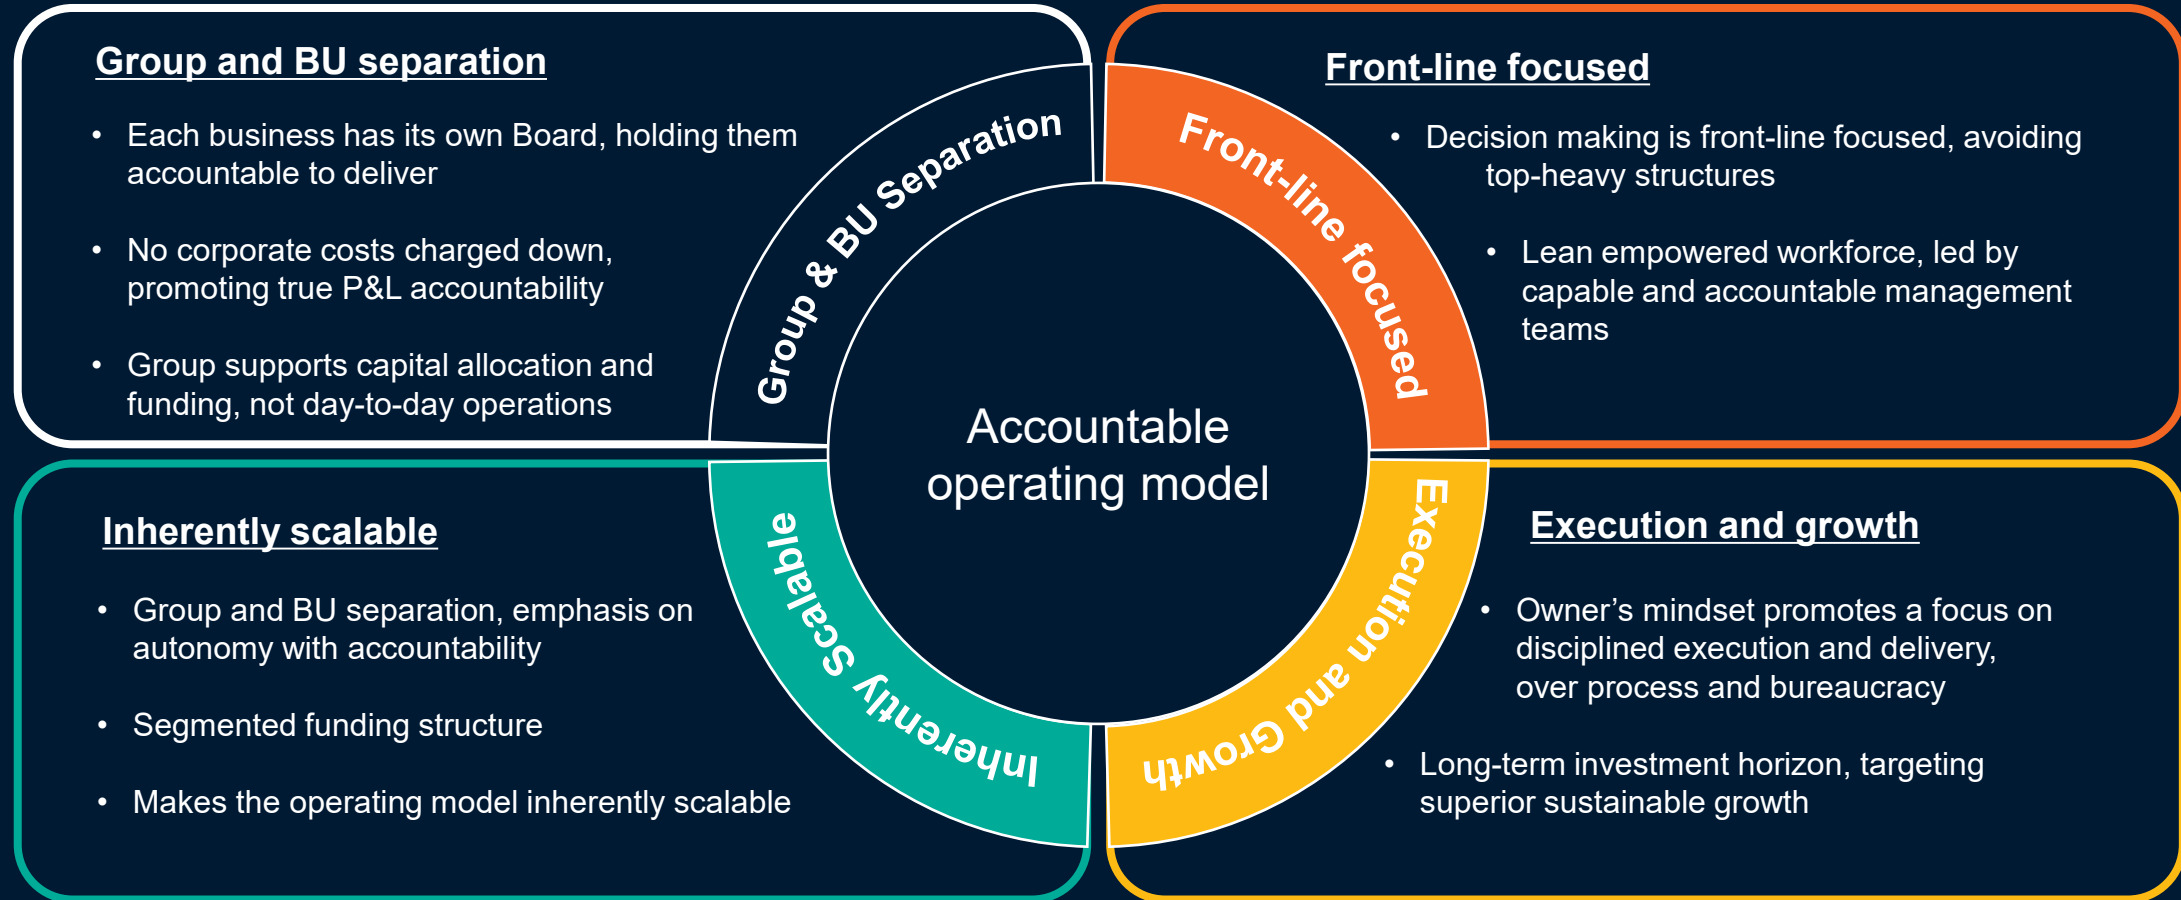 Group and BU separation
• Each business has its own Board, holding them
accountable to deliver
• No corporate costs charged down,
promoting true P&L accountability
• Group supports capital allocation and
funding, not day-to-day operations
Front-line focused
• Decision making is front-line focused, avoiding
top-heavy structures
• Lean empowered workforce, led by
capable and accountable management
teams
Group & BU Separation
Front-line focused
Accountable
operating model
Inherently Scalable
Execution and Growth
Inherently scalable
• Group and BU separation, emphasis on
autonomy with accountability
• Segmented funding structure
• Makes the operating model inherently scalable
Execution and growth
• Owner’s mindset promotes a focus on
disciplined execution and delivery,
over process and bureaucracy
• Long-term investment horizon, targeting
superior sustainable growth